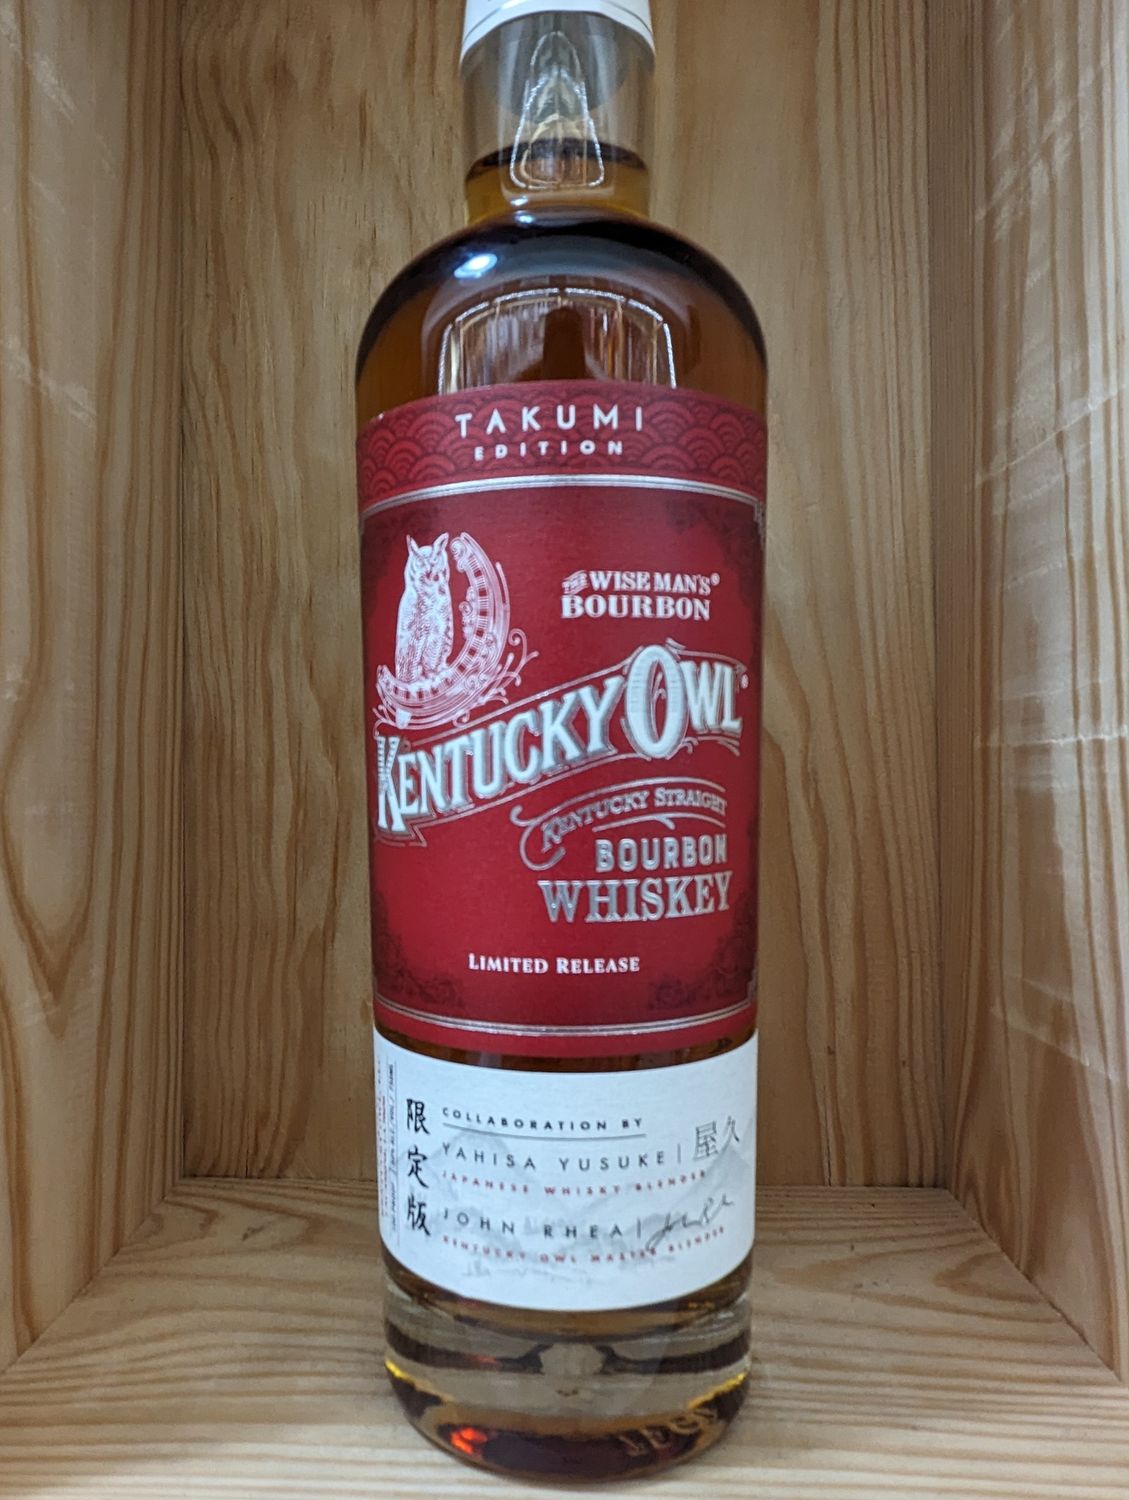 TAKUMI
EDITION
THE WISE MAN'S®
BOURBON
KENTUCKY OWL®
KENTUCKY STRAIGHT
BOURBON
WHISKEY
LIMITED RELEASE
限定版
COLLABORATION BY
YAHISA YUSUKE | 屋久
JAPANESE WHISKY BLENDER
JOHN RHEA |
KENTUCKY OWL MASTER BLENDER